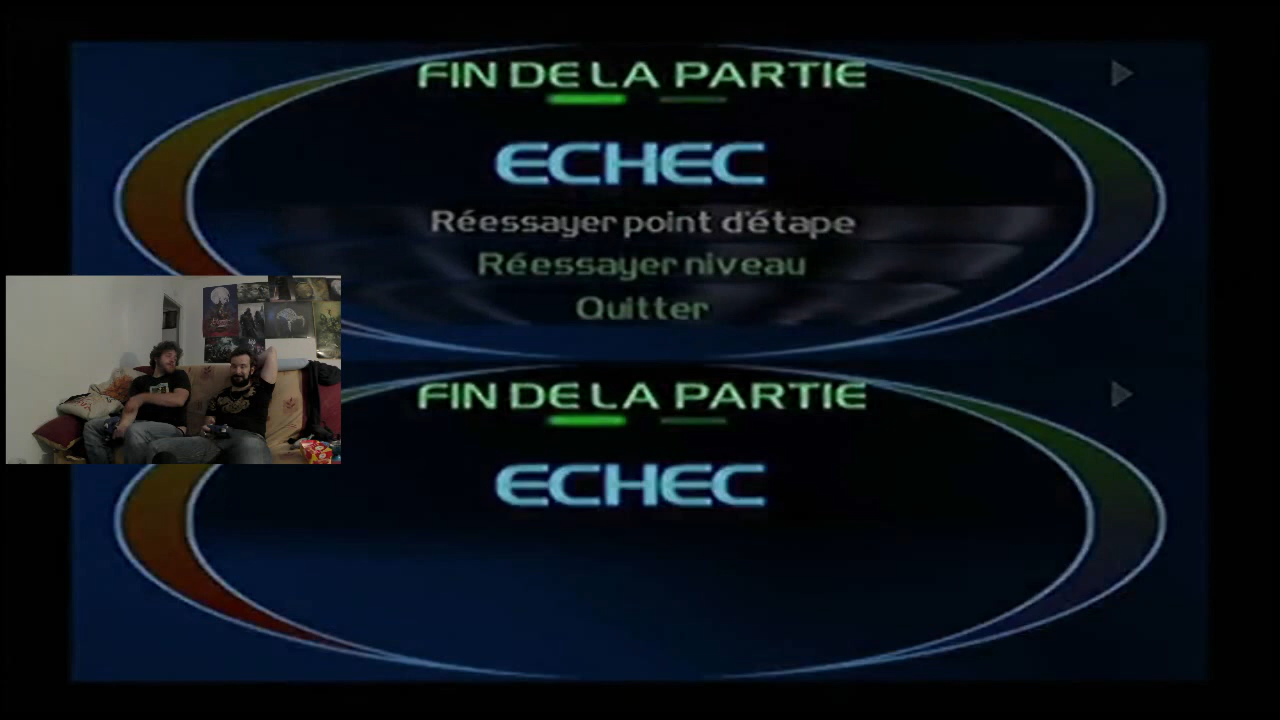 FIN DE LA PARTIE
ECHEC
Réessayer point d'étape
Réessayer niveau
Quitter
FIN DE LA PARTIE
ECHEC